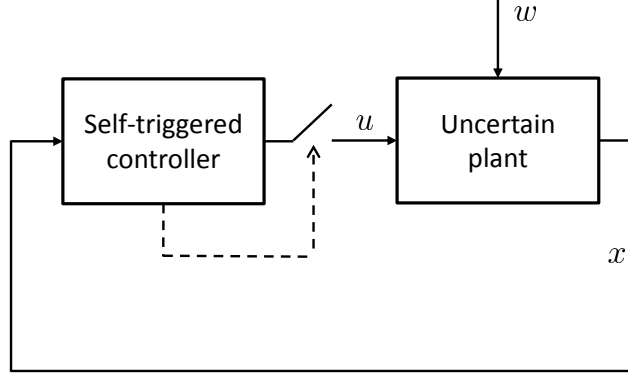 w
Self-triggered
controller
u
Uncertain
plant
x